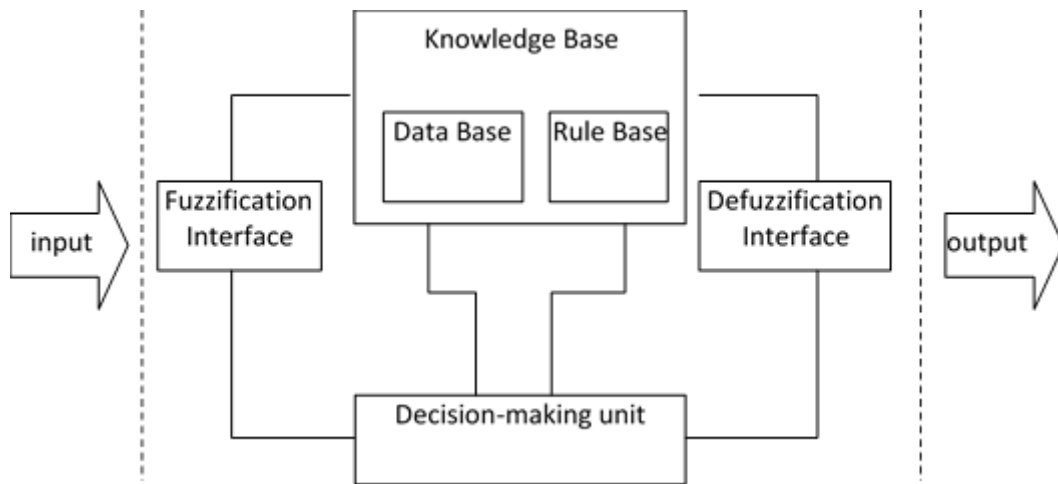 Knowledge Base
Data Base
Rule Base
Fuzzification
Interface
Defuzzification
Interface
input
output
Decision-making unit